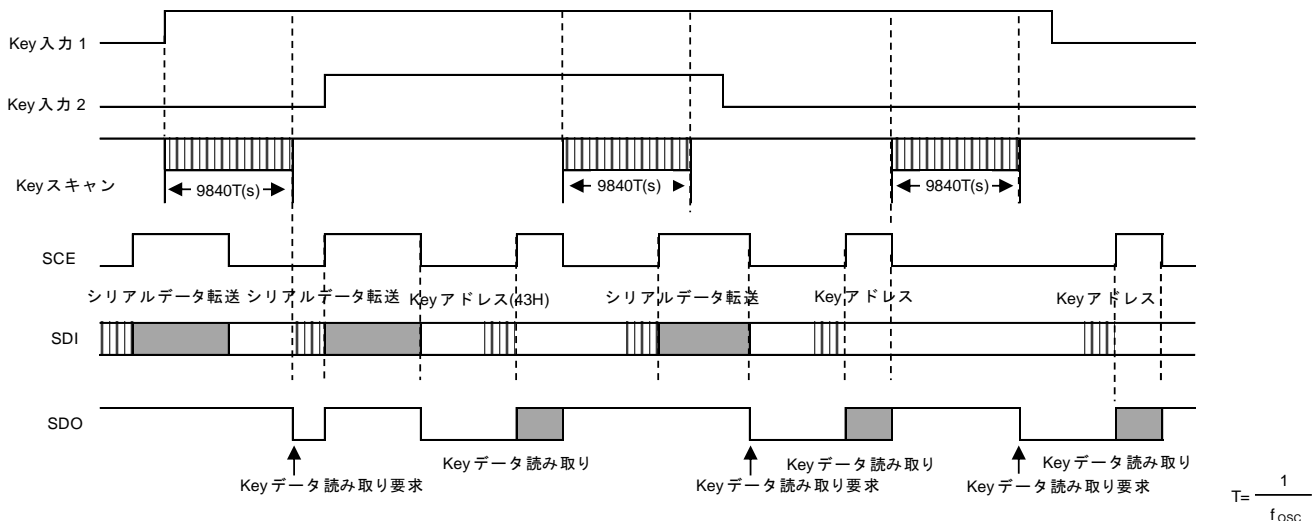 Key入力1
Key入力2
Keyスキャン
9840T(s)
9840T(s)
9840T(s)
SCE
シリアルデータ転送
シリアルデータ転送
Keyアドレス(43H)
シリアルデータ転送
Keyアドレス
Keyアドレス
SDI
SDO
Keyデータ読み取り
Keyデータ読み取り
Keyデータ読み取り
Keyデータ読み取り要求
Keyデータ読み取り要求
Keyデータ読み取り要求
T= 1
fOSC